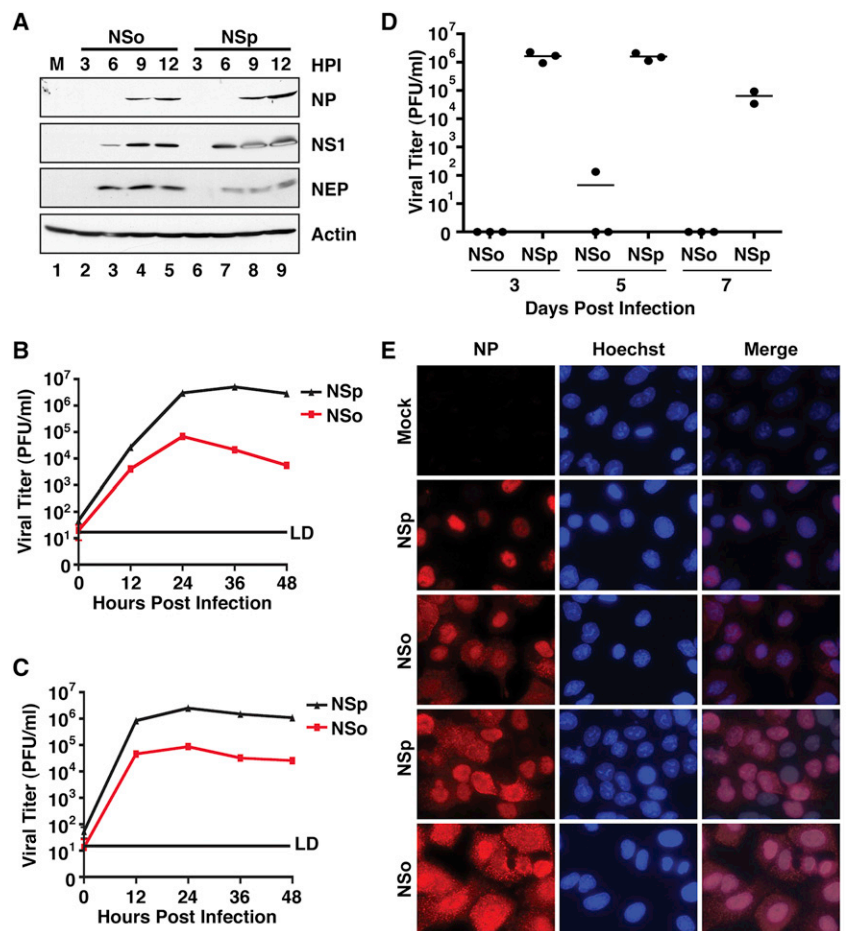 A
NSo NSp
M 3 6 9 12 3 6 9 12 HPI
NP
NS1
NEP
Actin
1 2 3 4 5 6 7 8 9
B
Viral Titer (PFU/ml)
10⁷
10⁶
10⁵
10⁴
10³
10²
10¹
0
NSp
NSo
LD
0 12 24 36 48
Hours Post Infection
C
Viral Titer (PFU/ml)
10⁷
10⁶
10⁵
10⁴
10³
10²
10¹
0
NSp
NSo
LD
0 12 24 36 48
Hours Post Infection
D
Viral Titer (PFU/ml)
10⁷
10⁶
10⁵
10⁴
10³
10²
10¹
0
NSo NSp NSo NSp NSo NSp
3 5 7
Days Post Infection
E
NP Hoechst Merge
Mock
NSp
NSo
NSp
NSo